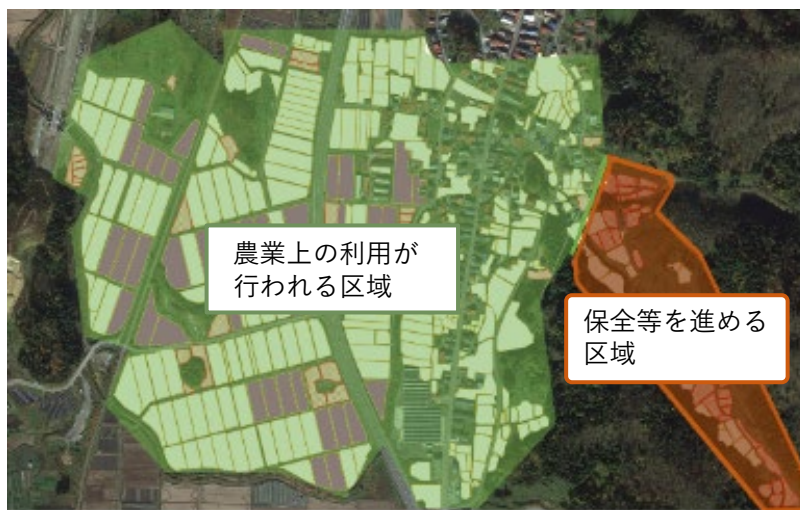 農業上の利用が
行われる区域
保全等を進める
区域